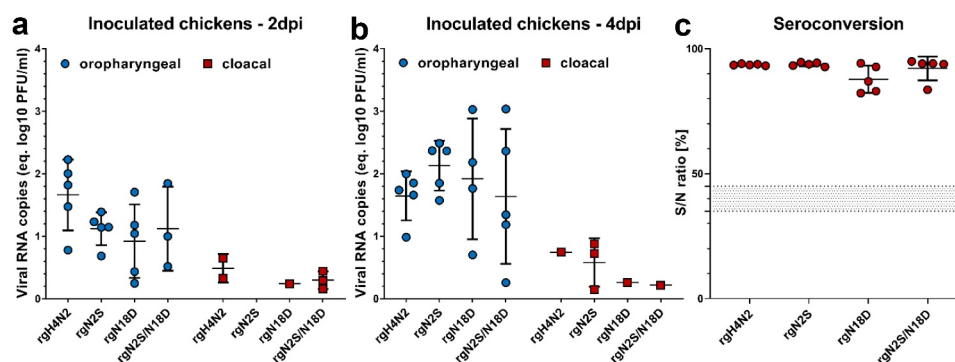 a Inoculated chickens - 2dpi
Viral RNA copies (eq. log10 PFU/ml)
4
3
2
1
0
oropharyngeal cloacal
rgH4N2 rgN2S rgN18D rgN2S/N18D rgH4N2 rgN2S rgN18D rgN2S/N18D
b Inoculated chickens - 4dpi
Viral RNA copies (eq. log10 PFU/ml)
4
3
2
1
0
oropharyngeal cloacal
rgH4N2 rgN2S rgN18D rgN2S/N18D rgH4N2 rgN2S rgN18D rgN2S/N18D
c Seroconversion
S/N ratio [%]
100
50
0
rgH4N2 rgN2S rgN18D rgN2S/N18D